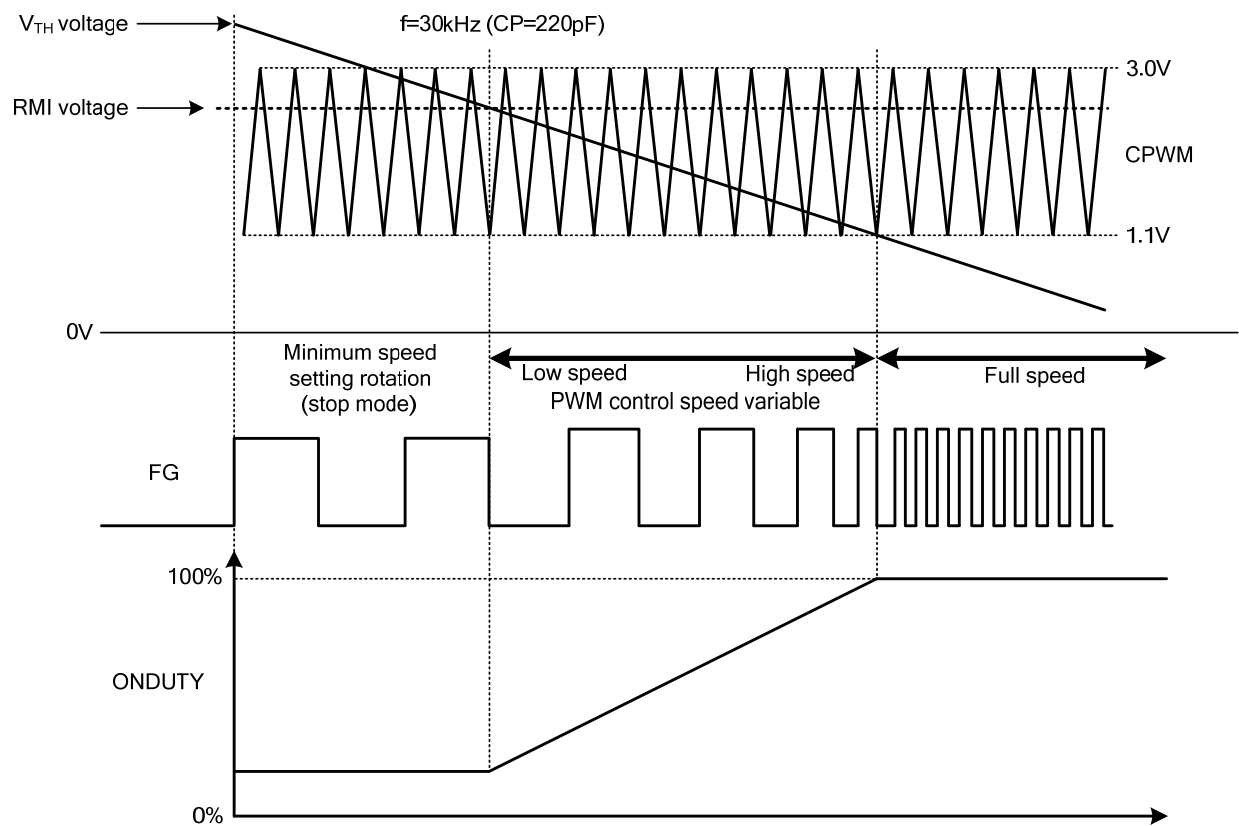 VTH voltage
f=30kHz (CP=220pF)
3.0V
RMI voltage
CPWM
1.1V
0V
Minimum speed
setting rotation
(stop mode)
Low speed
High speed
PWM control speed variable
Full speed
FG
100%
ONDUTY
0%